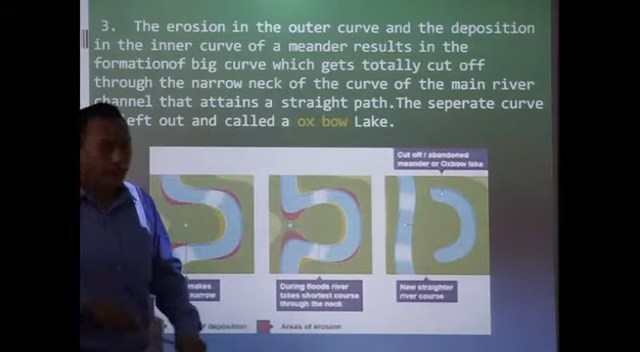 3. The erosion in the outer curve and the deposition
in the inner curve of a meander results in the
formationof big curve which gets totally cut off
through the narrow neck of the curve of the main river
channel that attains a straight path.The seperate curve
eft out and called a ox bow Lake.
Cut off / abandoned
meander or Oxbow lake
makes
narrow
During floods river
takes shortest course
through the neck
New straighter
river course
of deposition
Areas of erosion